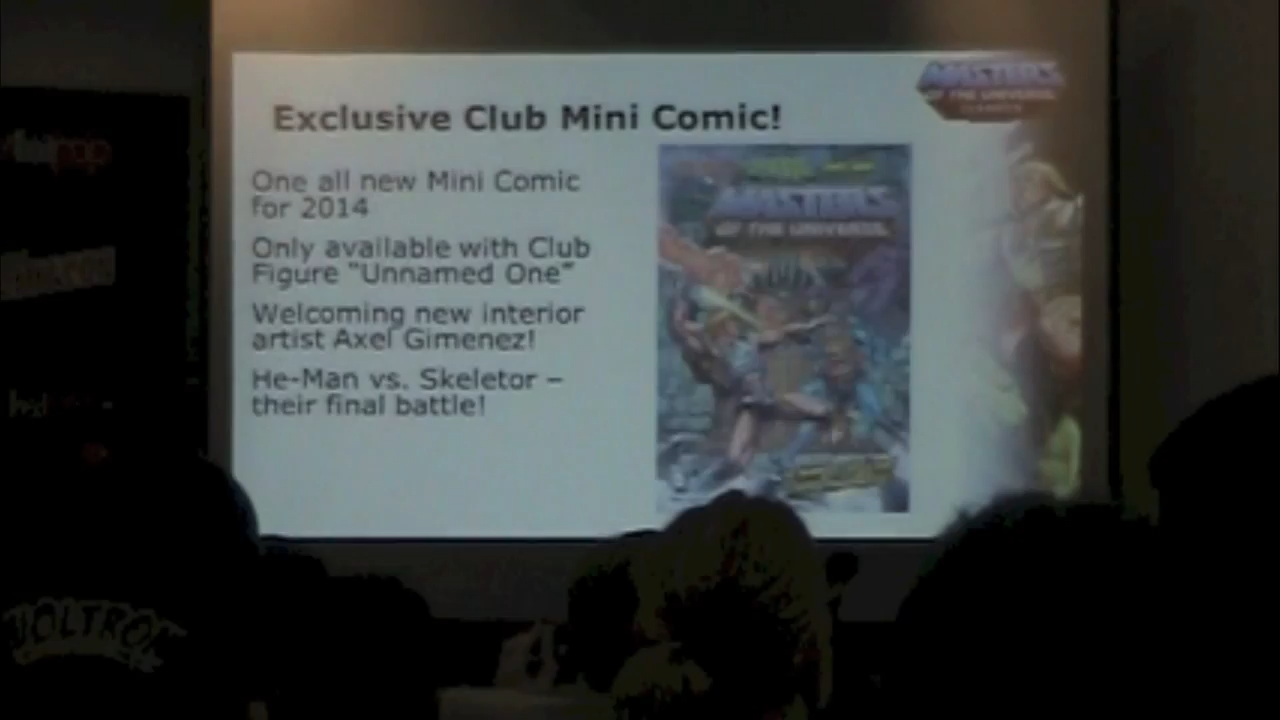 MASTERS
OF THE UNIVERSE
Exclusive Club Mini Comic!
One all new Mini Comic
for 2014
Only available with Club
Figure "Unnamed One"
Welcoming new interior
artist Axel Gimenez!
He-Man vs. Skeletor –
their final battle!
MASTERS
OF THE UNIVERSE
VOLTRON